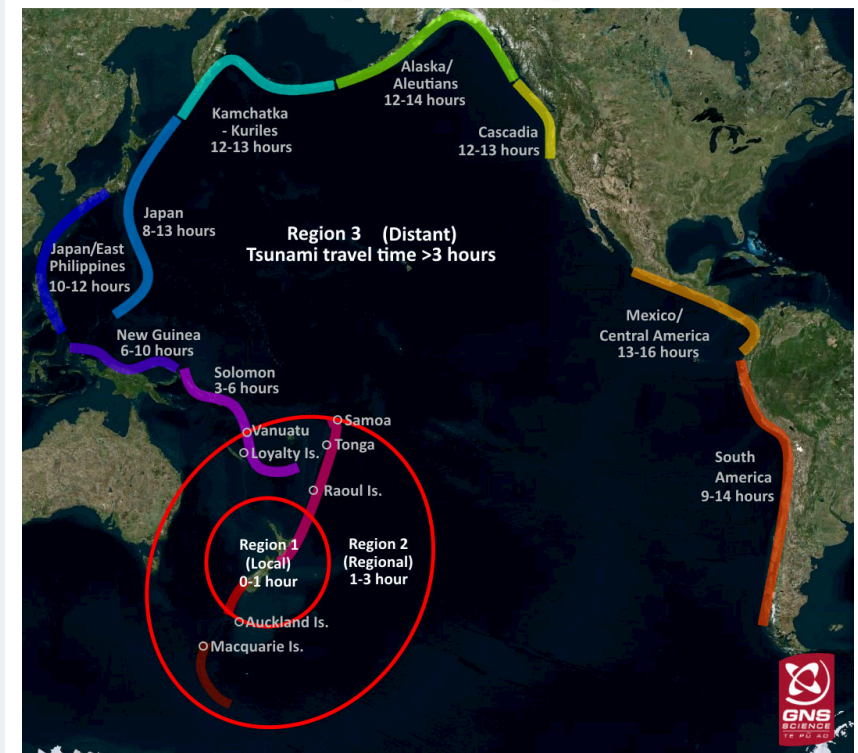 Alaska/
Aleutians
12-14 hours
Kamchatka
- Kuriles
12-13 hours
Cascadia
12-13 hours
Japan
8-13 hours
Region 3 (Distant)
Tsunami travel time >3 hours
Japan/East
Philippines
10-12 hours
New Guinea
6-10 hours
Mexico/
Central America
13-16 hours
Solomon
3-6 hours
Samoa
Vanuatu
Tonga
Loyalty Is.
South
America
9-14 hours
Raoul Is.
Region 1
(Local)
0-1 hour
Region 2
(Regional)
1-3 hour
Auckland Is.
Macquarie Is.
GNS
SCIENCE
TE PŪ AO